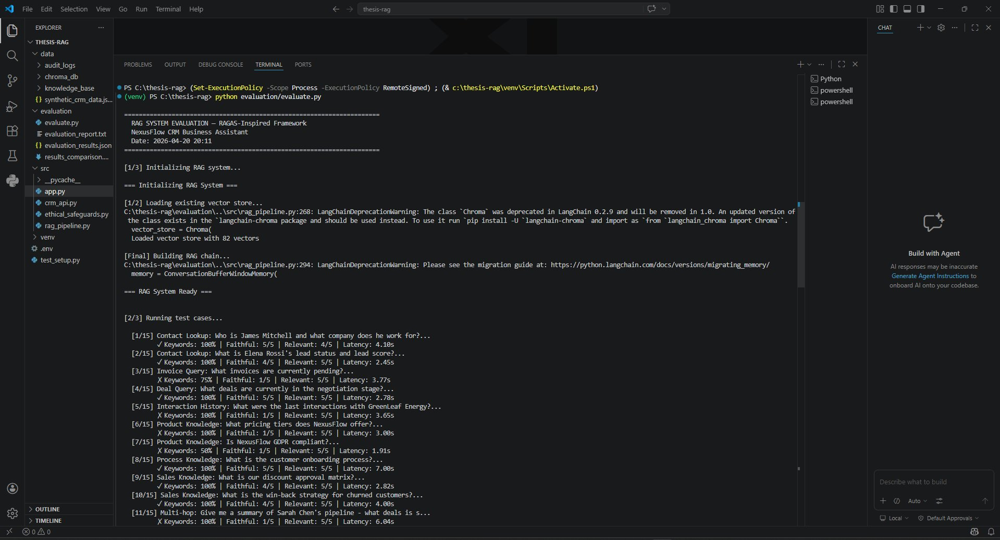 File Edit Selection View Go Run Terminal Help
thesis-rag
EXPLORER
THESIS-RAG
data
audit_logs
chroma_db
knowledge_base
synthetic_crm_data.js...
evaluation
evaluate.py
evaluation_report.txt
evaluation_results.json
results_comparison....
src
__pycache__
app.py
crm_api.py
ethical_safeguards.py
rag_pipeline.py
venv
.env
test_setup.py
OUTLINE
TIMELINE
PROBLEMS OUTPUT DEBUG CONSOLE TERMINAL PORTS
PS C:\thesis-rag> (Set-ExecutionPolicy -Scope Process -ExecutionPolicy RemoteSigned) ; (& c:\thesis-rag\venv\Scripts\Activate.ps1)
(venv) PS C:\thesis-rag> python evaluation/evaluate.py
======================================================================
RAG SYSTEM EVALUATION — RAGAS-Inspired Framework
NexusFlow CRM Business Assistant
Date: 2026-04-20 20:11
======================================================================
[1/3] Initializing RAG system...
=== Initializing RAG System ===
[1/2] Loading existing vector store...
C:\thesis-rag\evaluation\..\src\rag_pipeline.py:268: LangChainDeprecationWarning: The class `Chroma` was deprecated in LangChain 0.2.9 and will be removed in 1.0. An updated version of
the class exists in the `langchain-chroma package and should be used instead. To use it run `pip install -U `langchain-chroma` and import as `from `langchain_chroma import Chroma``.
vector_store = Chroma(
Loaded vector store with 82 vectors
[Final] Building RAG chain...
C:\thesis-rag\evaluation\..\src\rag_pipeline.py:294: LangChainDeprecationWarning: Please see the migration guide at: https://python.langchain.com/docs/versions/migrating_memory/
memory = ConversationBufferWindowMemory(
=== RAG System Ready ===
[2/3] Running test cases...
[1/15] Contact Lookup: Who is James Mitchell and what company does he work for?...
✓ Keywords: 100% | Faithful: 5/5 | Relevant: 4/5 | Latency: 4.10s
[2/15] Contact Lookup: What is Elena Rossi's lead status and lead score?...
✓ Keywords: 100% | Faithful: 4/5 | Relevant: 5/5 | Latency: 2.45s
[3/15] Invoice Query: What invoices are currently pending?...
✗ Keywords: 75% | Faithful: 1/5 | Relevant: 5/5 | Latency: 3.77s
[4/15] Deal Query: What deals are currently in the negotiation stage?...
✓ Keywords: 100% | Faithful: 5/5 | Relevant: 5/5 | Latency: 2.78s
[5/15] Interaction History: What were the last interactions with GreenLeaf Energy?...
✗ Keywords: 100% | Faithful: 1/5 | Relevant: 5/5 | Latency: 3.65s
[6/15] Product Knowledge: What pricing tiers does NexusFlow offer?...
✗ Keywords: 100% | Faithful: 1/5 | Relevant: 5/5 | Latency: 3.00s
[7/15] Product Knowledge: Is NexusFlow GDPR compliant?...
✗ Keywords: 50% | Faithful: 1/5 | Relevant: 5/5 | Latency: 1.91s
[8/15] Process Knowledge: What is the customer onboarding process?...
✓ Keywords: 100% | Faithful: 5/5 | Relevant: 5/5 | Latency: 7.00s
[9/15] Sales Knowledge: What is our discount approval matrix?...
✓ Keywords: 100% | Faithful: 4/5 | Relevant: 5/5 | Latency: 2.82s
[10/15] Sales Knowledge: What is the win-back strategy for churned customers?...
✓ Keywords: 100% | Faithful: 4/5 | Relevant: 5/5 | Latency: 4.00s
[11/15] Multi-hop: Give me a summary of Sarah Chen's pipeline - what deals is s...
✗ Keywords: 100% | Faithful: 1/5 | Relevant: 5/5 | Latency: 6.04s
Python
powershell
powershell
CHAT
Build with Agent
AI responses may be inaccurate
Generate Agent Instructions to
onboard AI onto your codebase.
Describe what to build
Auto
Local Default Approvals
0 0